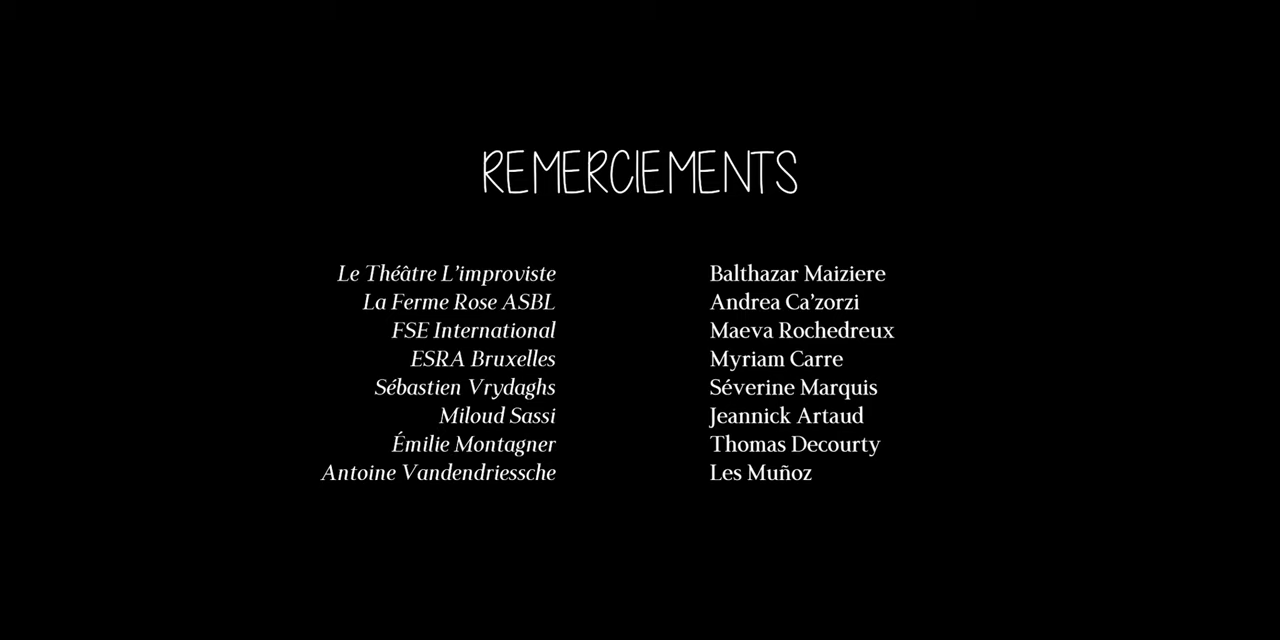 REMERCIEMENTS
Le Théâtre L'improviste
La Ferme Rose ASBL
FSE International
ESRA Bruxelles
Sébastien Vrydaghs
Miloud Sassi
Émilie Montagner
Antoine Vandendriessche
Balthazar Maiziere
Andrea Ca'zorzi
Maeva Rochedreux
Myriam Carre
Séverine Marquis
Jeannick Artaud
Thomas Decourty
Les Muñoz